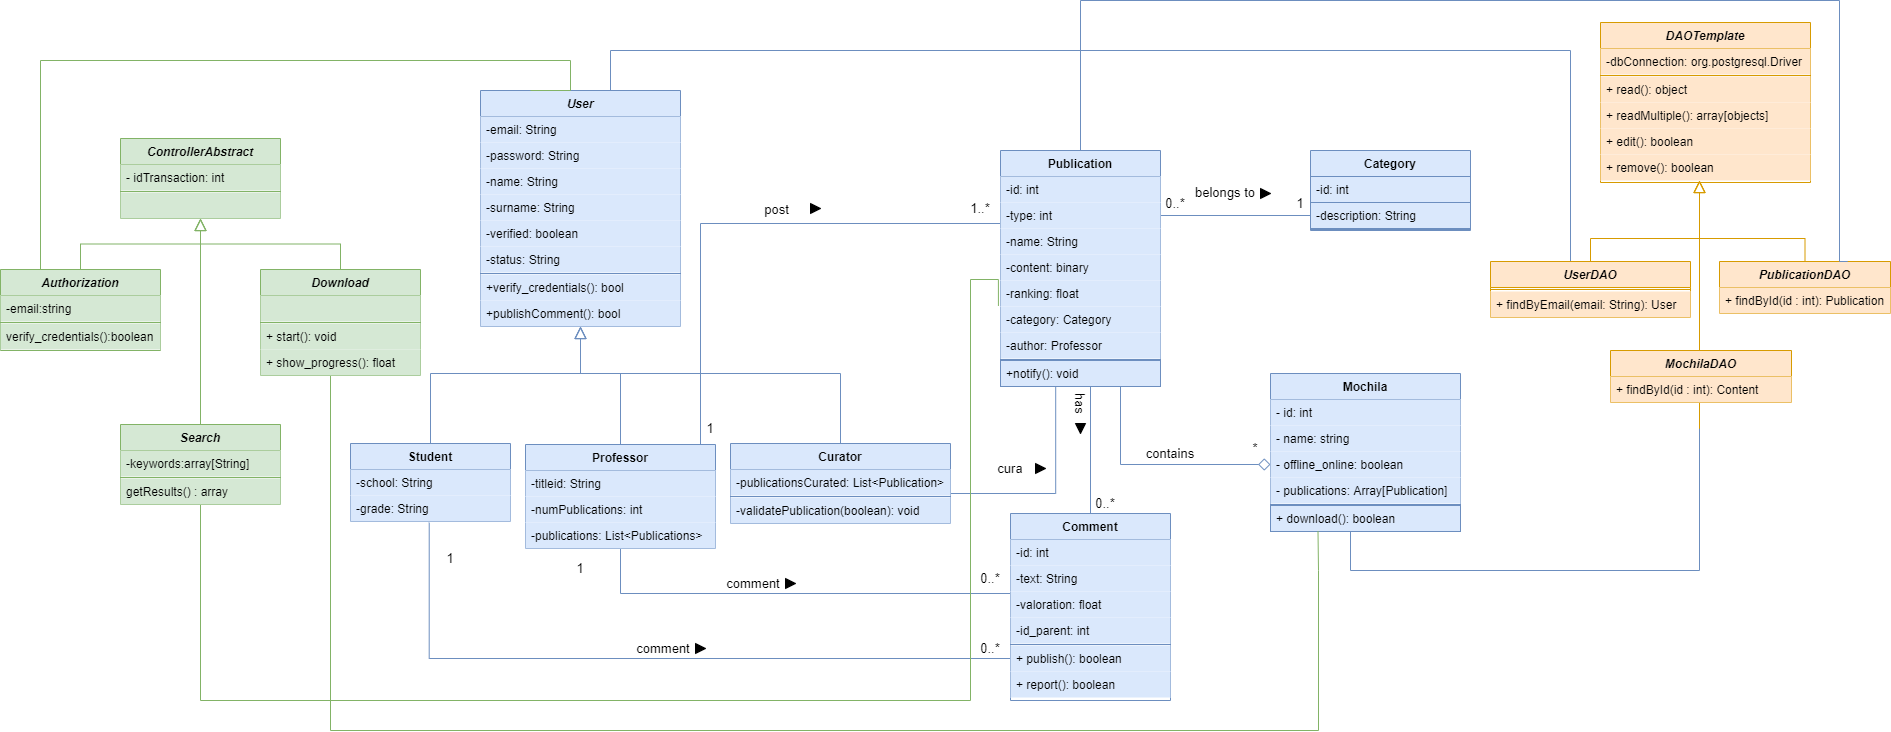 ControllerAbstract
- idTransaction: int
Authorization
-email:string
verify_credentials():boolean
Download
+ start(): void
+ show_progress(): float
Search
-keywords:array[String]
getResults() : array
User
-email: String
-password: String
-name: String
-surname: String
-verified: boolean
-status: String
+verify_credentials(): bool
+publishComment(): bool
Student
-school: String
-grade: String
Professor
-titleid: String
-numPublications: int
-publications: List<Publications>
Curator
-publicationsCurated: List<Publication>
-validatePublication(boolean): void
post
1..*
1
Publication
-id: int
-type: int
-name: String
-content: binary
-ranking: float
-category: Category
-author: Professor
+notify(): void
0..*
belongs to
1
Category
-id: int
-description: String
cura
has
0..*
contains
*
Mochila
- id: int
- name: string
- offline_online: boolean
- publications: Array[Publication]
+ download(): boolean
1
1
comment
0..*
comment
0..*
Comment
-id: int
-text: String
-valoration: float
-id_parent: int
+ publish(): boolean
+ report(): boolean
DAOTemplate
-dbConnection: org.postgresql.Driver
+ read(): object
+ readMultiple(): array[objects]
+ edit(): boolean
+ remove(): boolean
UserDAO
+ findByEmail(email: String): User
PublicationDAO
+ findById(id : int): Publication
MochilaDAO
+ findById(id : int): Content